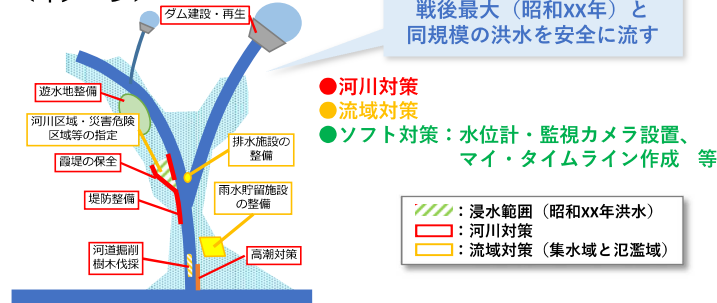 ダム建設・再生
戦後最大（昭和XX年）と
同規模の洪水を安全に流す
遊水地整備
河川区域・災害危険
区域等の指定
霞堤の保全
堤防整備
排水施設の
整備
雨水貯留施設
の整備
河道掘削
樹木伐採
高潮対策
●河川対策
●流域対策
●ソフト対策：水位計・監視カメラ設置、
マイ・タイムライン作成　等
：浸水範囲（昭和XX年洪水）
：河川対策
：流域対策（集水域と氾濫域）